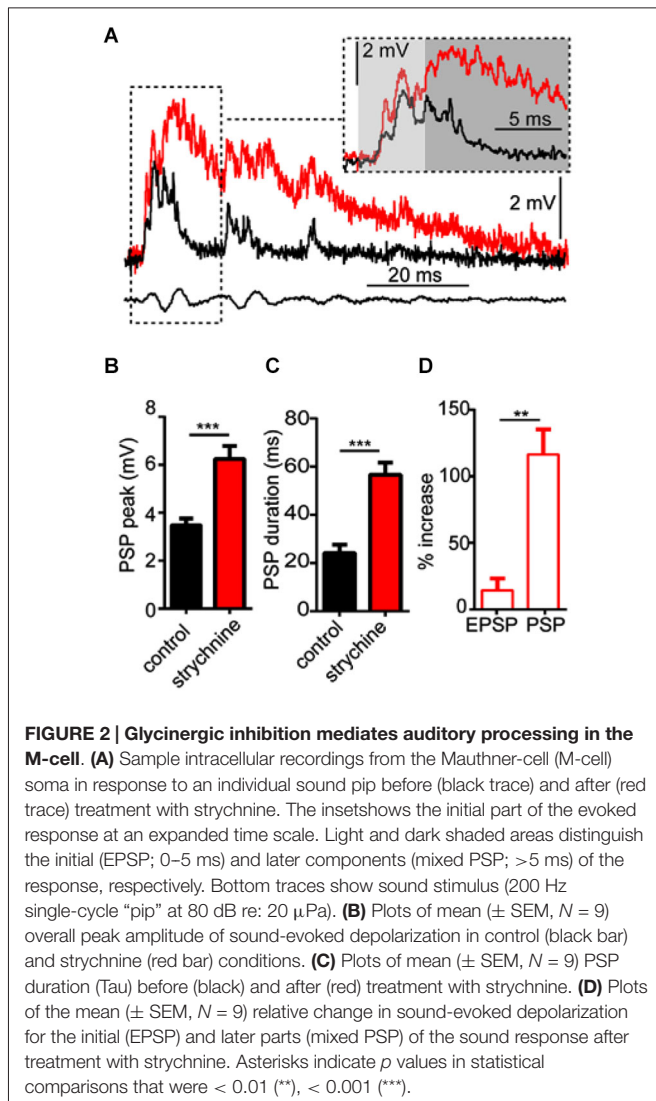 A
2 mV
5 ms
2 mV
20 ms
B
C
D
8
6
4
2
0
PSP peak (mV)
***
control
strychnine
80
60
40
20
0
PSP duration (ms)
***
control
strychnine
150
100
50
0
% increase
**
EPSP PSP
FIGURE 2 | Glycinergic inhibition mediates auditory processing in the
M-cell. (A) Sample intracellular recordings from the Mauthner-cell (M-cell)
soma in response to an individual sound pip before (black trace) and after (red
trace) treatment with strychnine. The insetshows the initial part of the evoked
response at an expanded time scale. Light and dark shaded areas distinguish
the initial (EPSP; 0–5 ms) and later components (mixed PSP; >5 ms) of the
response, respectively. Bottom traces show sound stimulus (200 Hz
single-cycle “pip” at 80 dB re: 20 μPa). (B) Plots of mean (± SEM, N = 9)
overall peak amplitude of sound-evoked depolarization in control (black bar)
and strychnine (red bar) conditions. (C) Plots of mean (± SEM, N = 9) PSP
duration (Tau) before (black) and after (red) treatment with strychnine. (D) Plots
of the mean (± SEM, N = 9) relative change in sound-evoked depolarization
for the initial (EPSP) and later parts (mixed PSP) of the sound response after
treatment with strychnine. Asterisks indicate p values in statistical
comparisons that were < 0.01 (**), < 0.001 (***).